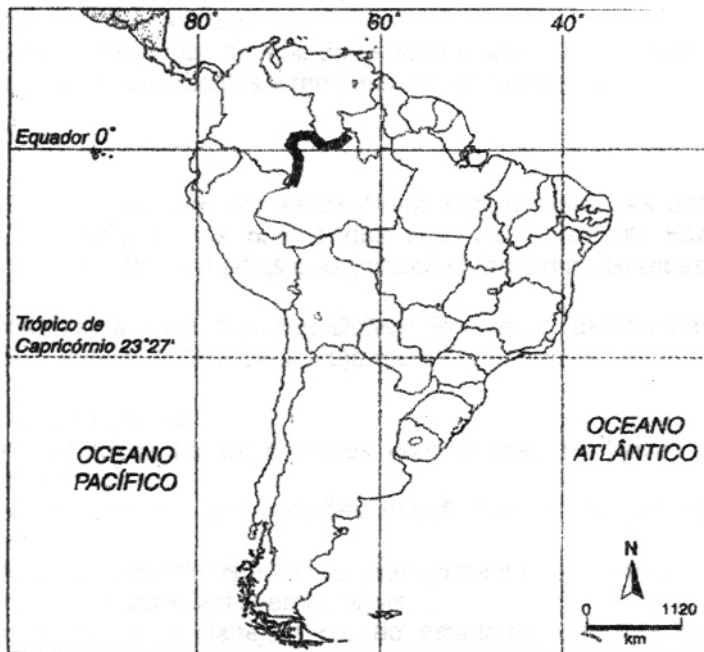 80°
60°
40°
Equador 0°
Trópico de
Capricórnio 23°27'
OCEANO
PACÍFICO
OCEANO
ATLÂNTICO
N
0
1120
km